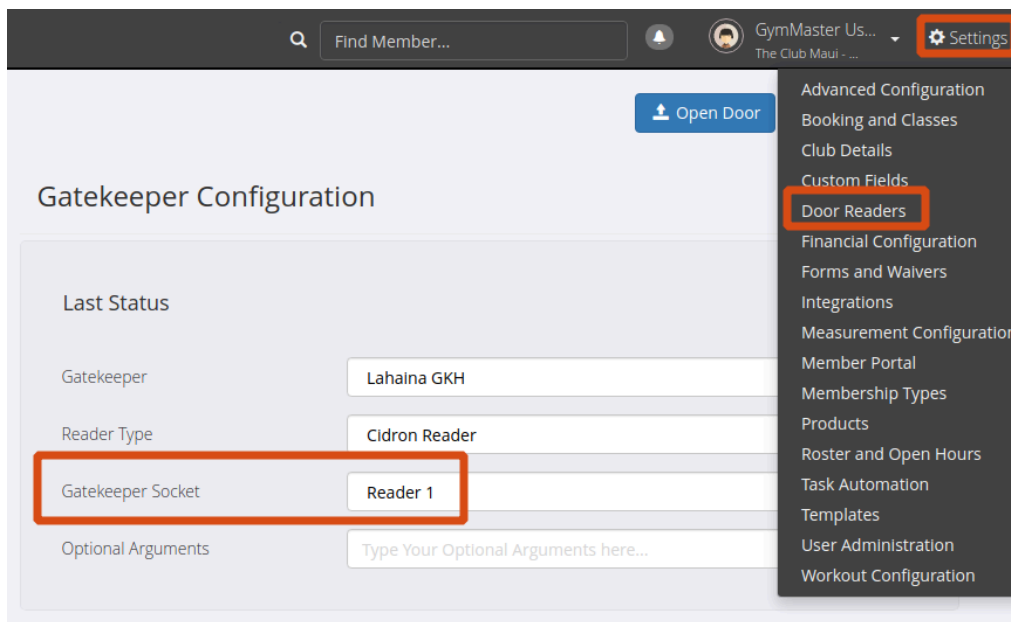 Find Member...
GymMaster Us...
The Club Maui - ...
Settings
Open Door
Gatekeeper Configuration
Last Status
Gatekeeper
Lahaina GKH
Reader Type
Cidron Reader
Gatekeeper Socket
Reader 1
Optional Arguments
Type Your Optional Arguments here...
Advanced Configuration
Booking and Classes
Club Details
Custom Fields
Door Readers
Financial Configuration
Forms and Waivers
Integrations
Measurement Configuration
Member Portal
Membership Types
Products
Roster and Open Hours
Task Automation
Templates
User Administration
Workout Configuration